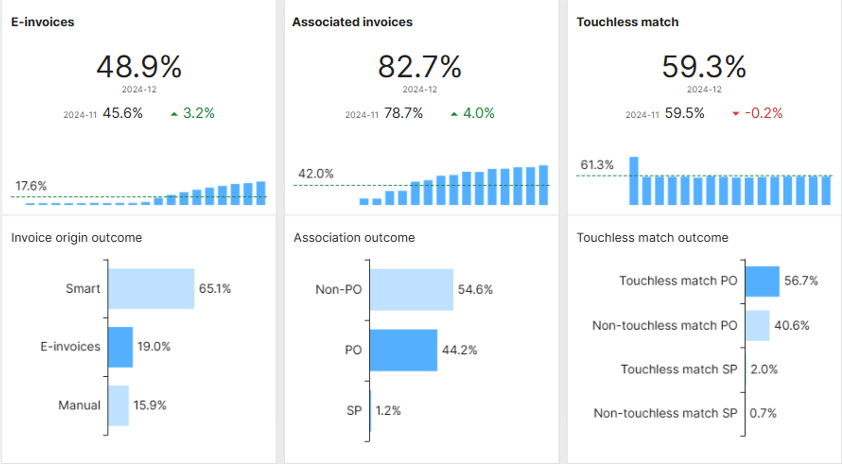 E-invoices
48.9%
2024-12
2024-11 45.6% ▲ 3.2%
17.6%
Invoice origin outcome
Smart 65.1%
E-invoices 19.0%
Manual 15.9%
Associated invoices
82.7%
2024-12
2024-11 78.7% ▲ 4.0%
42.0%
Association outcome
Non-PO 54.6%
PO 44.2%
SP 1.2%
Touchless match
59.3%
2024-12
2024-11 59.5% ▼ -0.2%
61.3%
Touchless match outcome
Touchless match PO 56.7%
Non-touchless match PO 40.6%
Touchless match SP 2.0%
Non-touchless match SP 0.7%